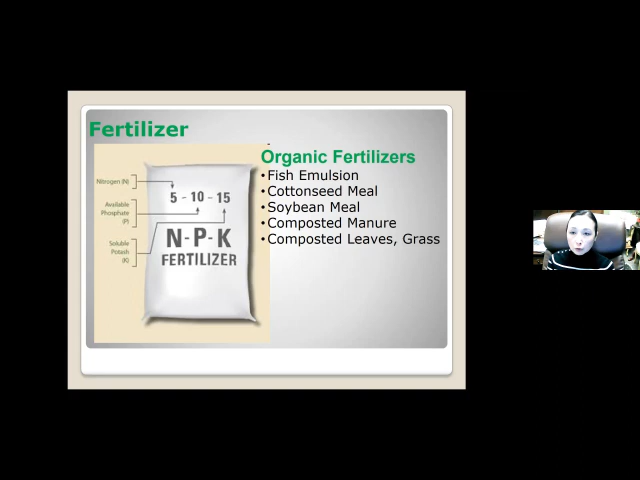 Fertilizer
Nitrogen (N)
Available
Phosphate
(P)
Soluble
Potash
(K)
5 - 10 - 15
N-P-K
FERTILIZER
Organic Fertilizers
•Fish Emulsion
•Cottonseed Meal
•Soybean Meal
•Composted Manure
•Composted Leaves, Grass